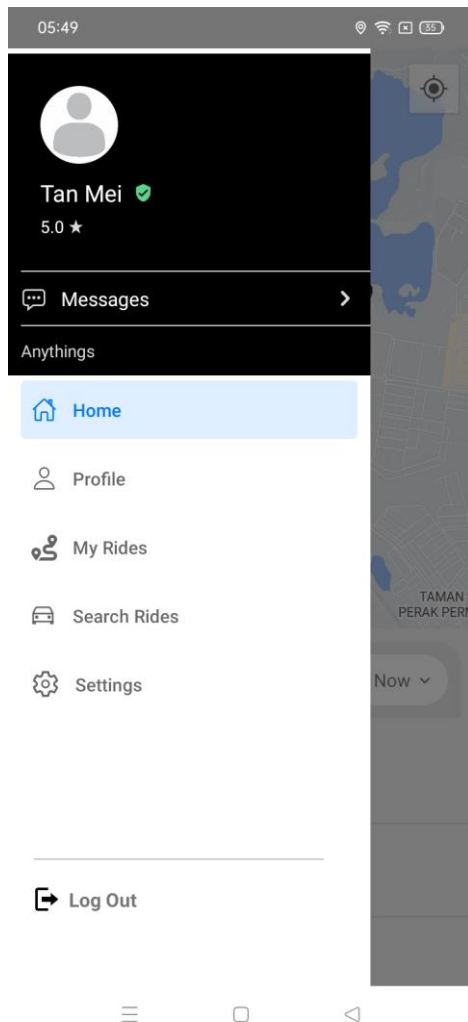 05:49
35
Tan Mei
5.0 ★
Messages
Anythings
Home
Profile
My Rides
Search Rides
Settings
TAMAN
PERAK PERM
Now
Log Out